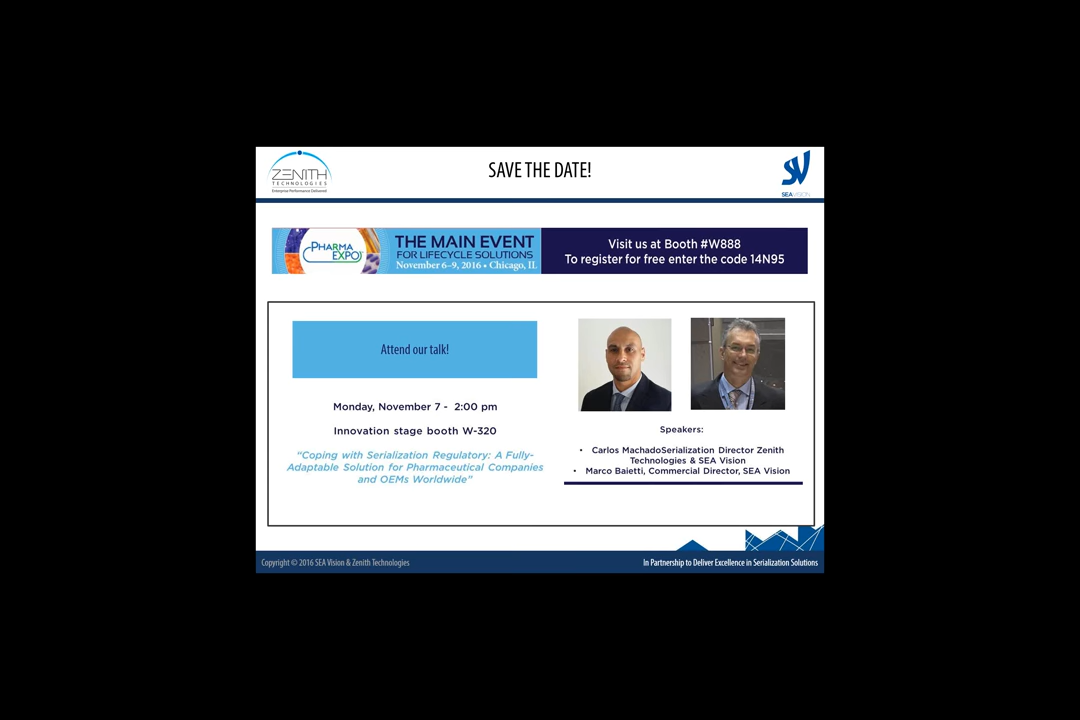 ZENITH
TECHNOLOGIES
Enterprise Performance Delivered
SAVE THE DATE!
SV
SEAVISION
PHARMA
EXPO
THE MAIN EVENT
FOR LIFECYCLE SOLUTIONS
November 6–9, 2016 • Chicago, IL
Visit us at Booth #W888
To register for free enter the code 14N95
Attend our talk!
Monday, November 7 - 2:00 pm
Innovation stage booth W-320
“Coping with Serialization Regulatory: A Fully-
Adaptable Solution for Pharmaceutical Companies
and OEMs Worldwide”
Speakers:
• Carlos MachadoSerialization Director Zenith
Technologies & SEA Vision
• Marco Baietti, Commercial Director, SEA Vision
Copyright © 2016 SEA Vision & Zenith Technologies
In Partnership to Deliver Excellence in Serialization Solutions